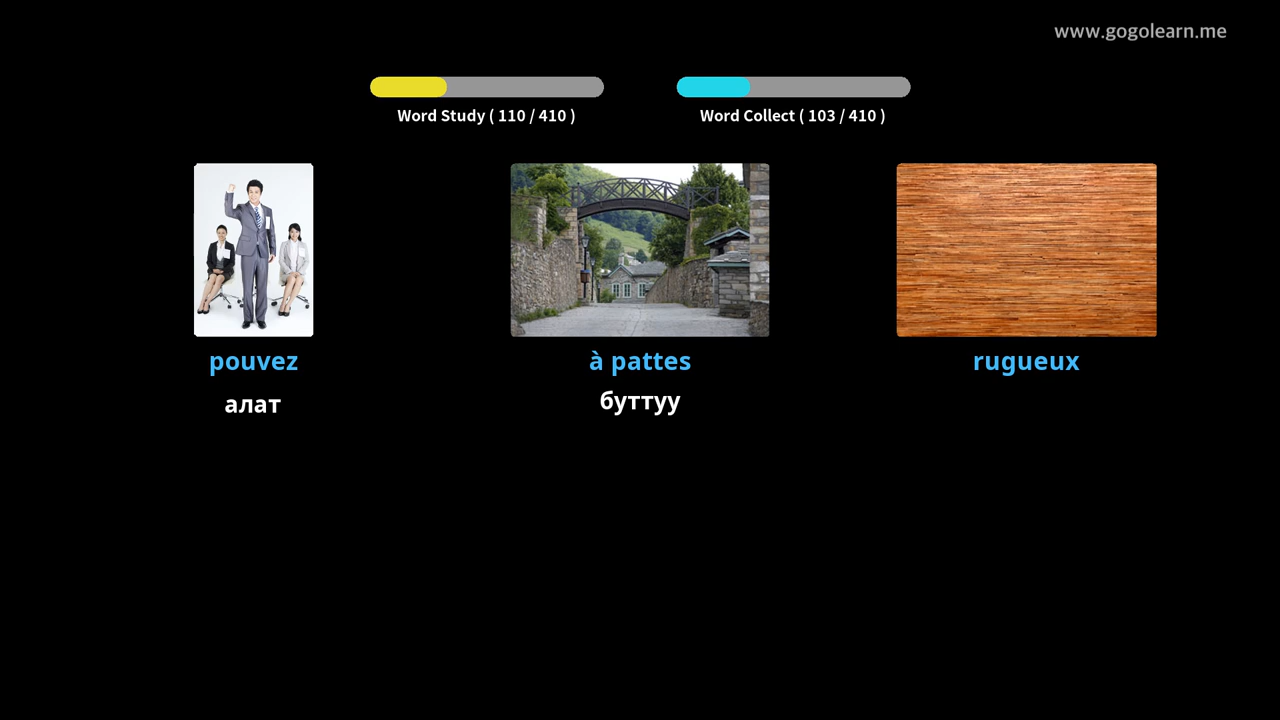 www.gogolearn.me
Word Study ( 110 / 410 )
Word Collect ( 103 / 410 )
pouvez
à pattes
rugueux
алат
буттуу